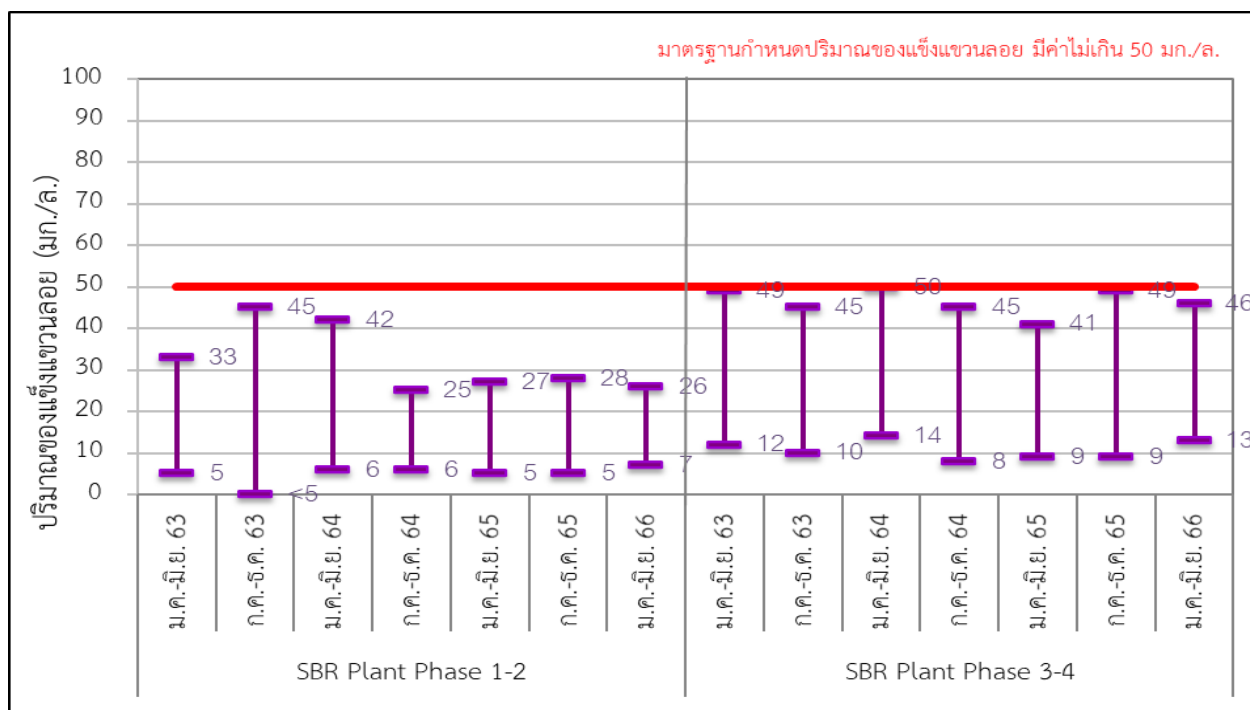 มาตรฐานกำหนดปริมาณของแข็งแขวนลอย มีค่าไม่เกิน 50 มก./ล.
ปริมาณของแข็งแขวนลอย (มก./ล.)
100
90
80
70
60
50
40
30
20
10
0
33
5
45
<5
42
6
25
6
27
5
28
5
26
7
49
12
45
10
50
14
45
8
41
9
49
9
46
13
ม.ค.-มิ.ย. 63
ก.ค.-ธ.ค. 63
ม.ค.-มิ.ย. 64
ก.ค.-ธ.ค. 64
ม.ค.-มิ.ย. 65
ก.ค.-ธ.ค. 65
ม.ค.-มิ.ย. 66
ม.ค.-มิ.ย. 63
ก.ค.-ธ.ค. 63
ม.ค.-มิ.ย. 64
ก.ค.-ธ.ค. 64
ม.ค.-มิ.ย. 65
ก.ค.-ธ.ค. 65
ม.ค.-มิ.ย. 66
SBR Plant Phase 1-2
SBR Plant Phase 3-4